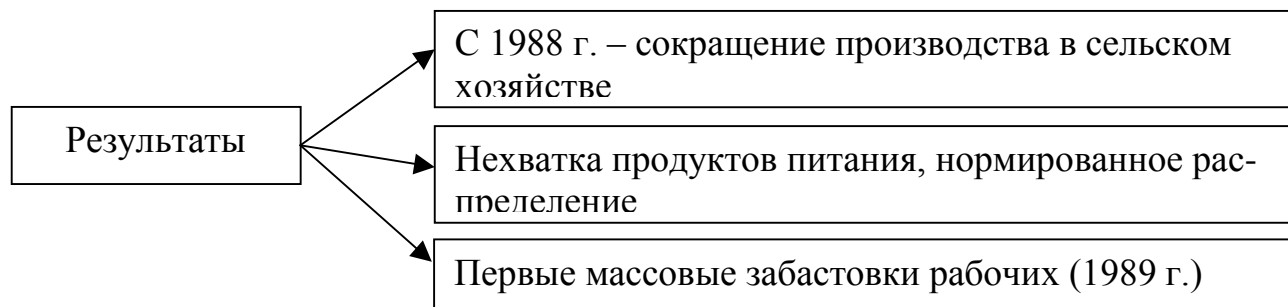 Результаты
С 1988 г. – сокращение производства в сельском
хозяйстве
Нехватка продуктов питания, нормированное рас-
пределение
Первые массовые забастовки рабочих (1989 г.)